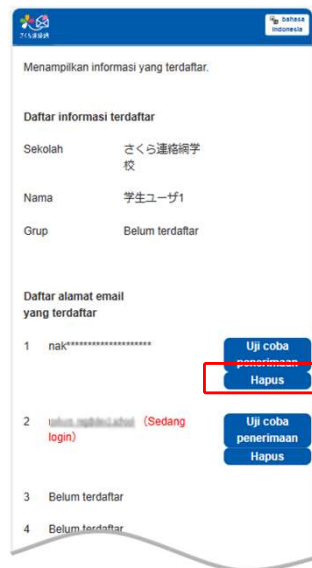 さくら連絡網
bahasa
Indonesia
Menampilkan informasi yang terdaftar.
Daftar informasi terdaftar
Sekolah さくら連絡網学
校
Nama 学生ユーザ1
Grup Belum terdaftar
Daftar alamat email
yang terdaftar
1 nak********************
Uji coba
penerimaan
Hapus
2 (Sedang
login)
Uji coba
penerimaan
Hapus
3 Belum terdaftar
4 Belum terdaftar